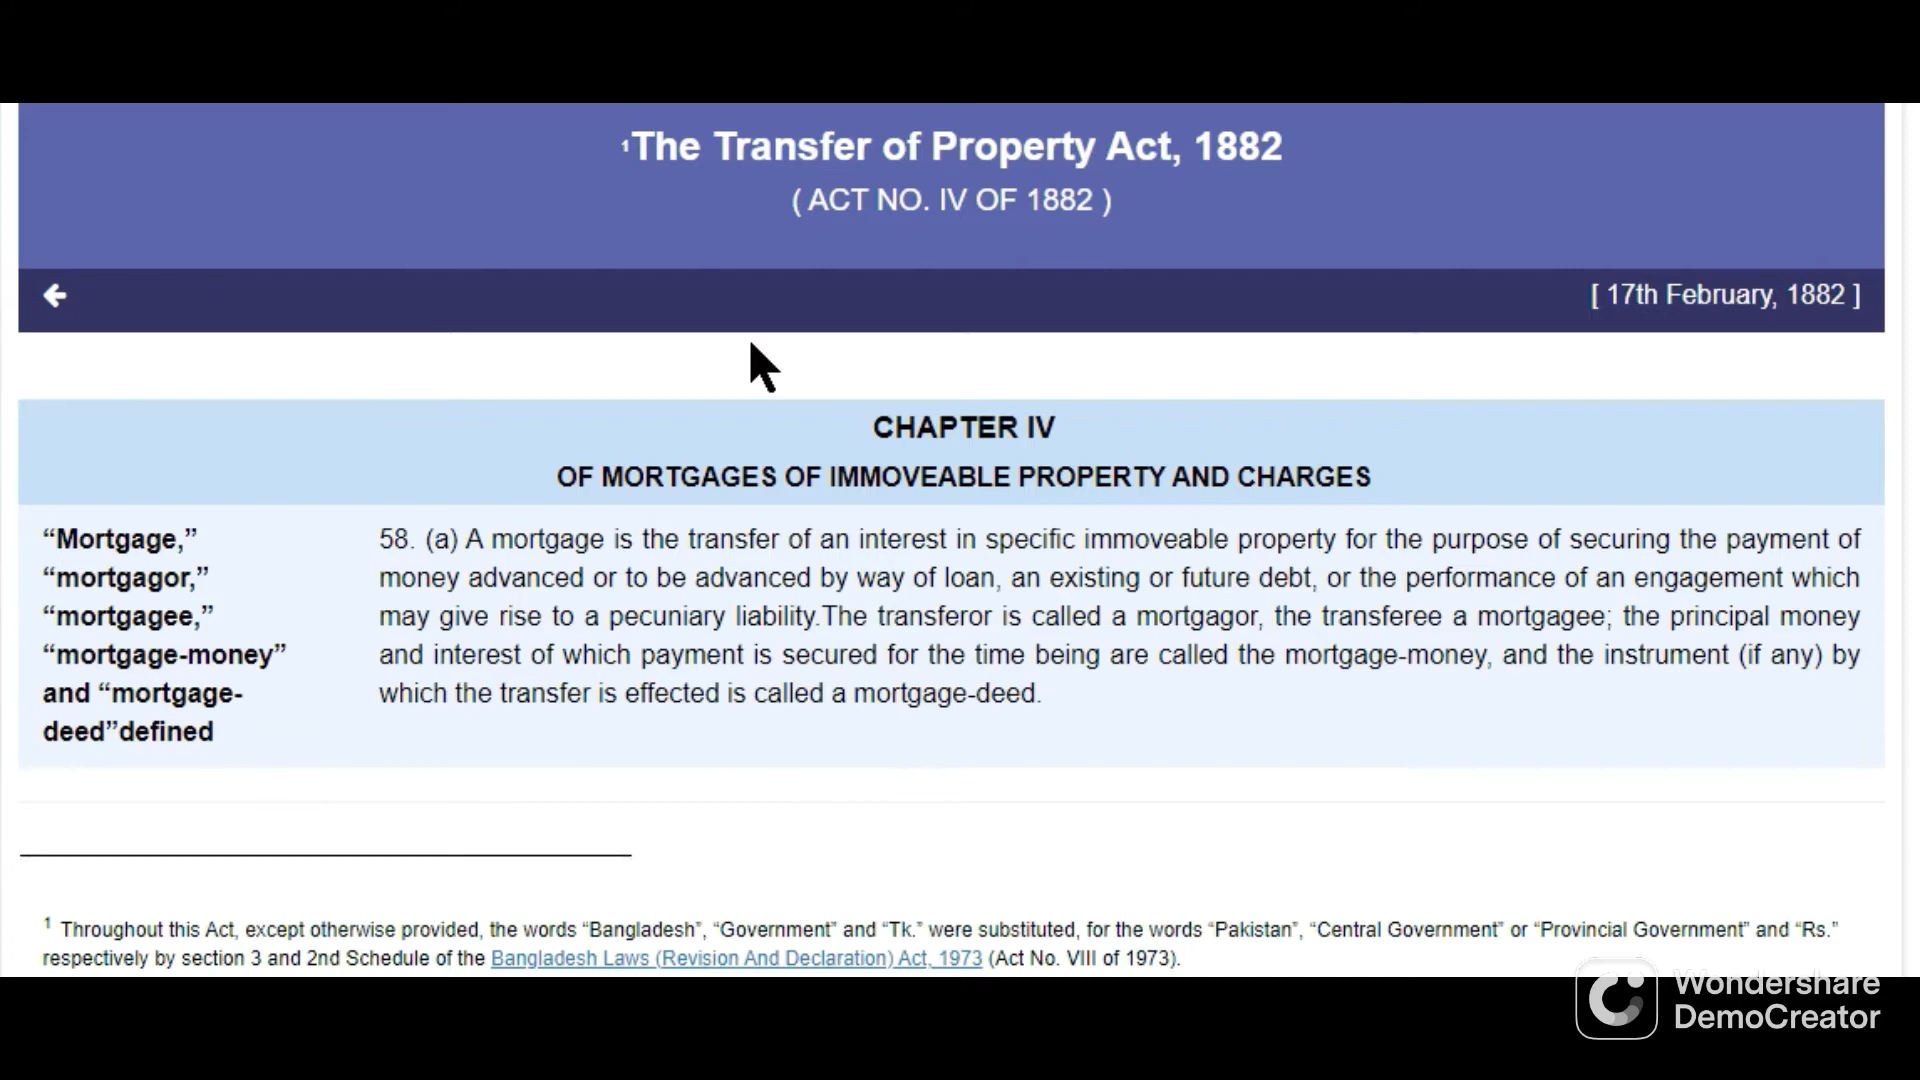 ¹The Transfer of Property Act, 1882
( ACT NO. IV OF 1882 )
[ 17th February, 1882 ]
CHAPTER IV
OF MORTGAGES OF IMMOVEABLE PROPERTY AND CHARGES
“Mortgage,”
“mortgagor,”
“mortgagee,”
“mortgage-money”
and “mortgage-
deed”defined
58. (a) A mortgage is the transfer of an interest in specific immoveable property for the purpose of securing the payment of
money advanced or to be advanced by way of loan, an existing or future debt, or the performance of an engagement which
may give rise to a pecuniary liability.The transferor is called a mortgagor, the transferee a mortgagee; the principal money
and interest of which payment is secured for the time being are called the mortgage-money, and the instrument (if any) by
which the transfer is effected is called a mortgage-deed.
¹ Throughout this Act, except otherwise provided, the words “Bangladesh”, “Government” and “Tk.” were substituted, for the words “Pakistan”, “Central Government” or “Provincial Government” and “Rs.”
respectively by section 3 and 2nd Schedule of the Bangladesh Laws (Revision And Declaration) Act, 1973 (Act No. VIII of 1973).
Wondershare
DemoCreator